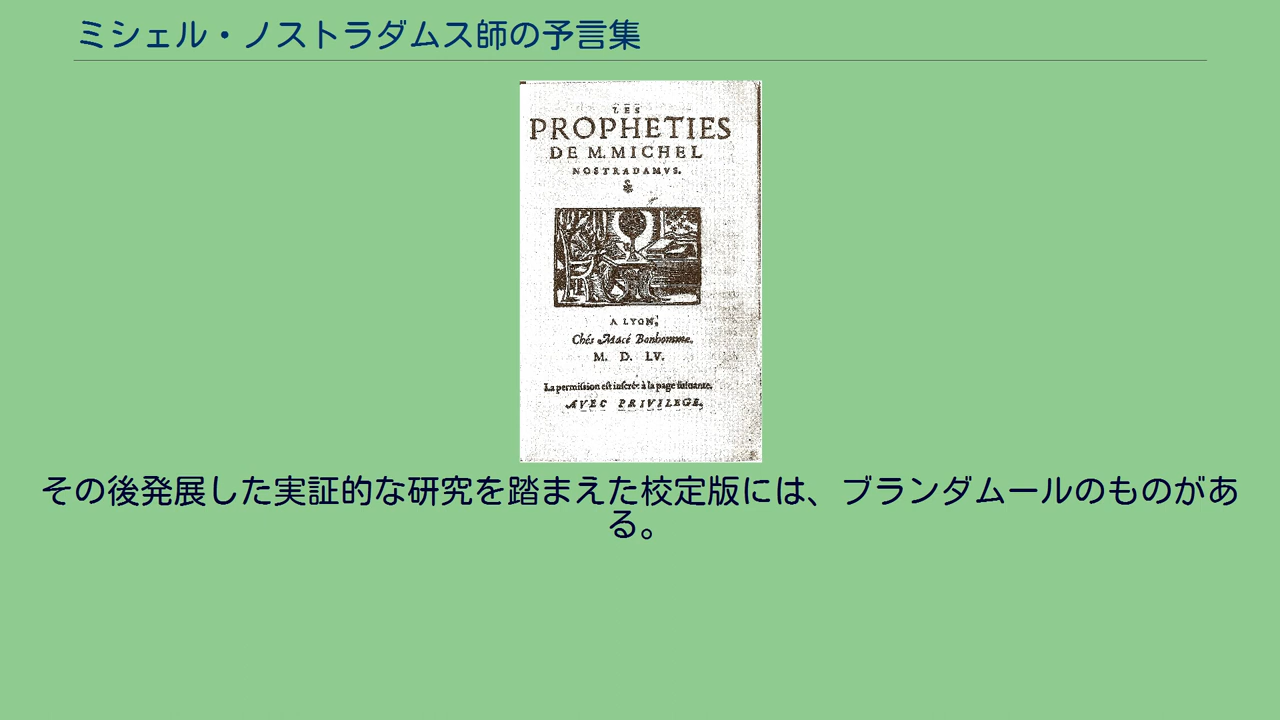 ミシェル・ノストラダムス師の予言集
LES
PROPHETIES
DE M. MICHEL
NOSTRADAMVS.
A LYON,
Chés Macé Bonhomme.
M. D. LV.
La permission est inserée à la page suiuante.
AVEC PRIVILEGE.
その後発展した実証的な研究を踏まえた校定版には、ブランダムールのものがあ
る。